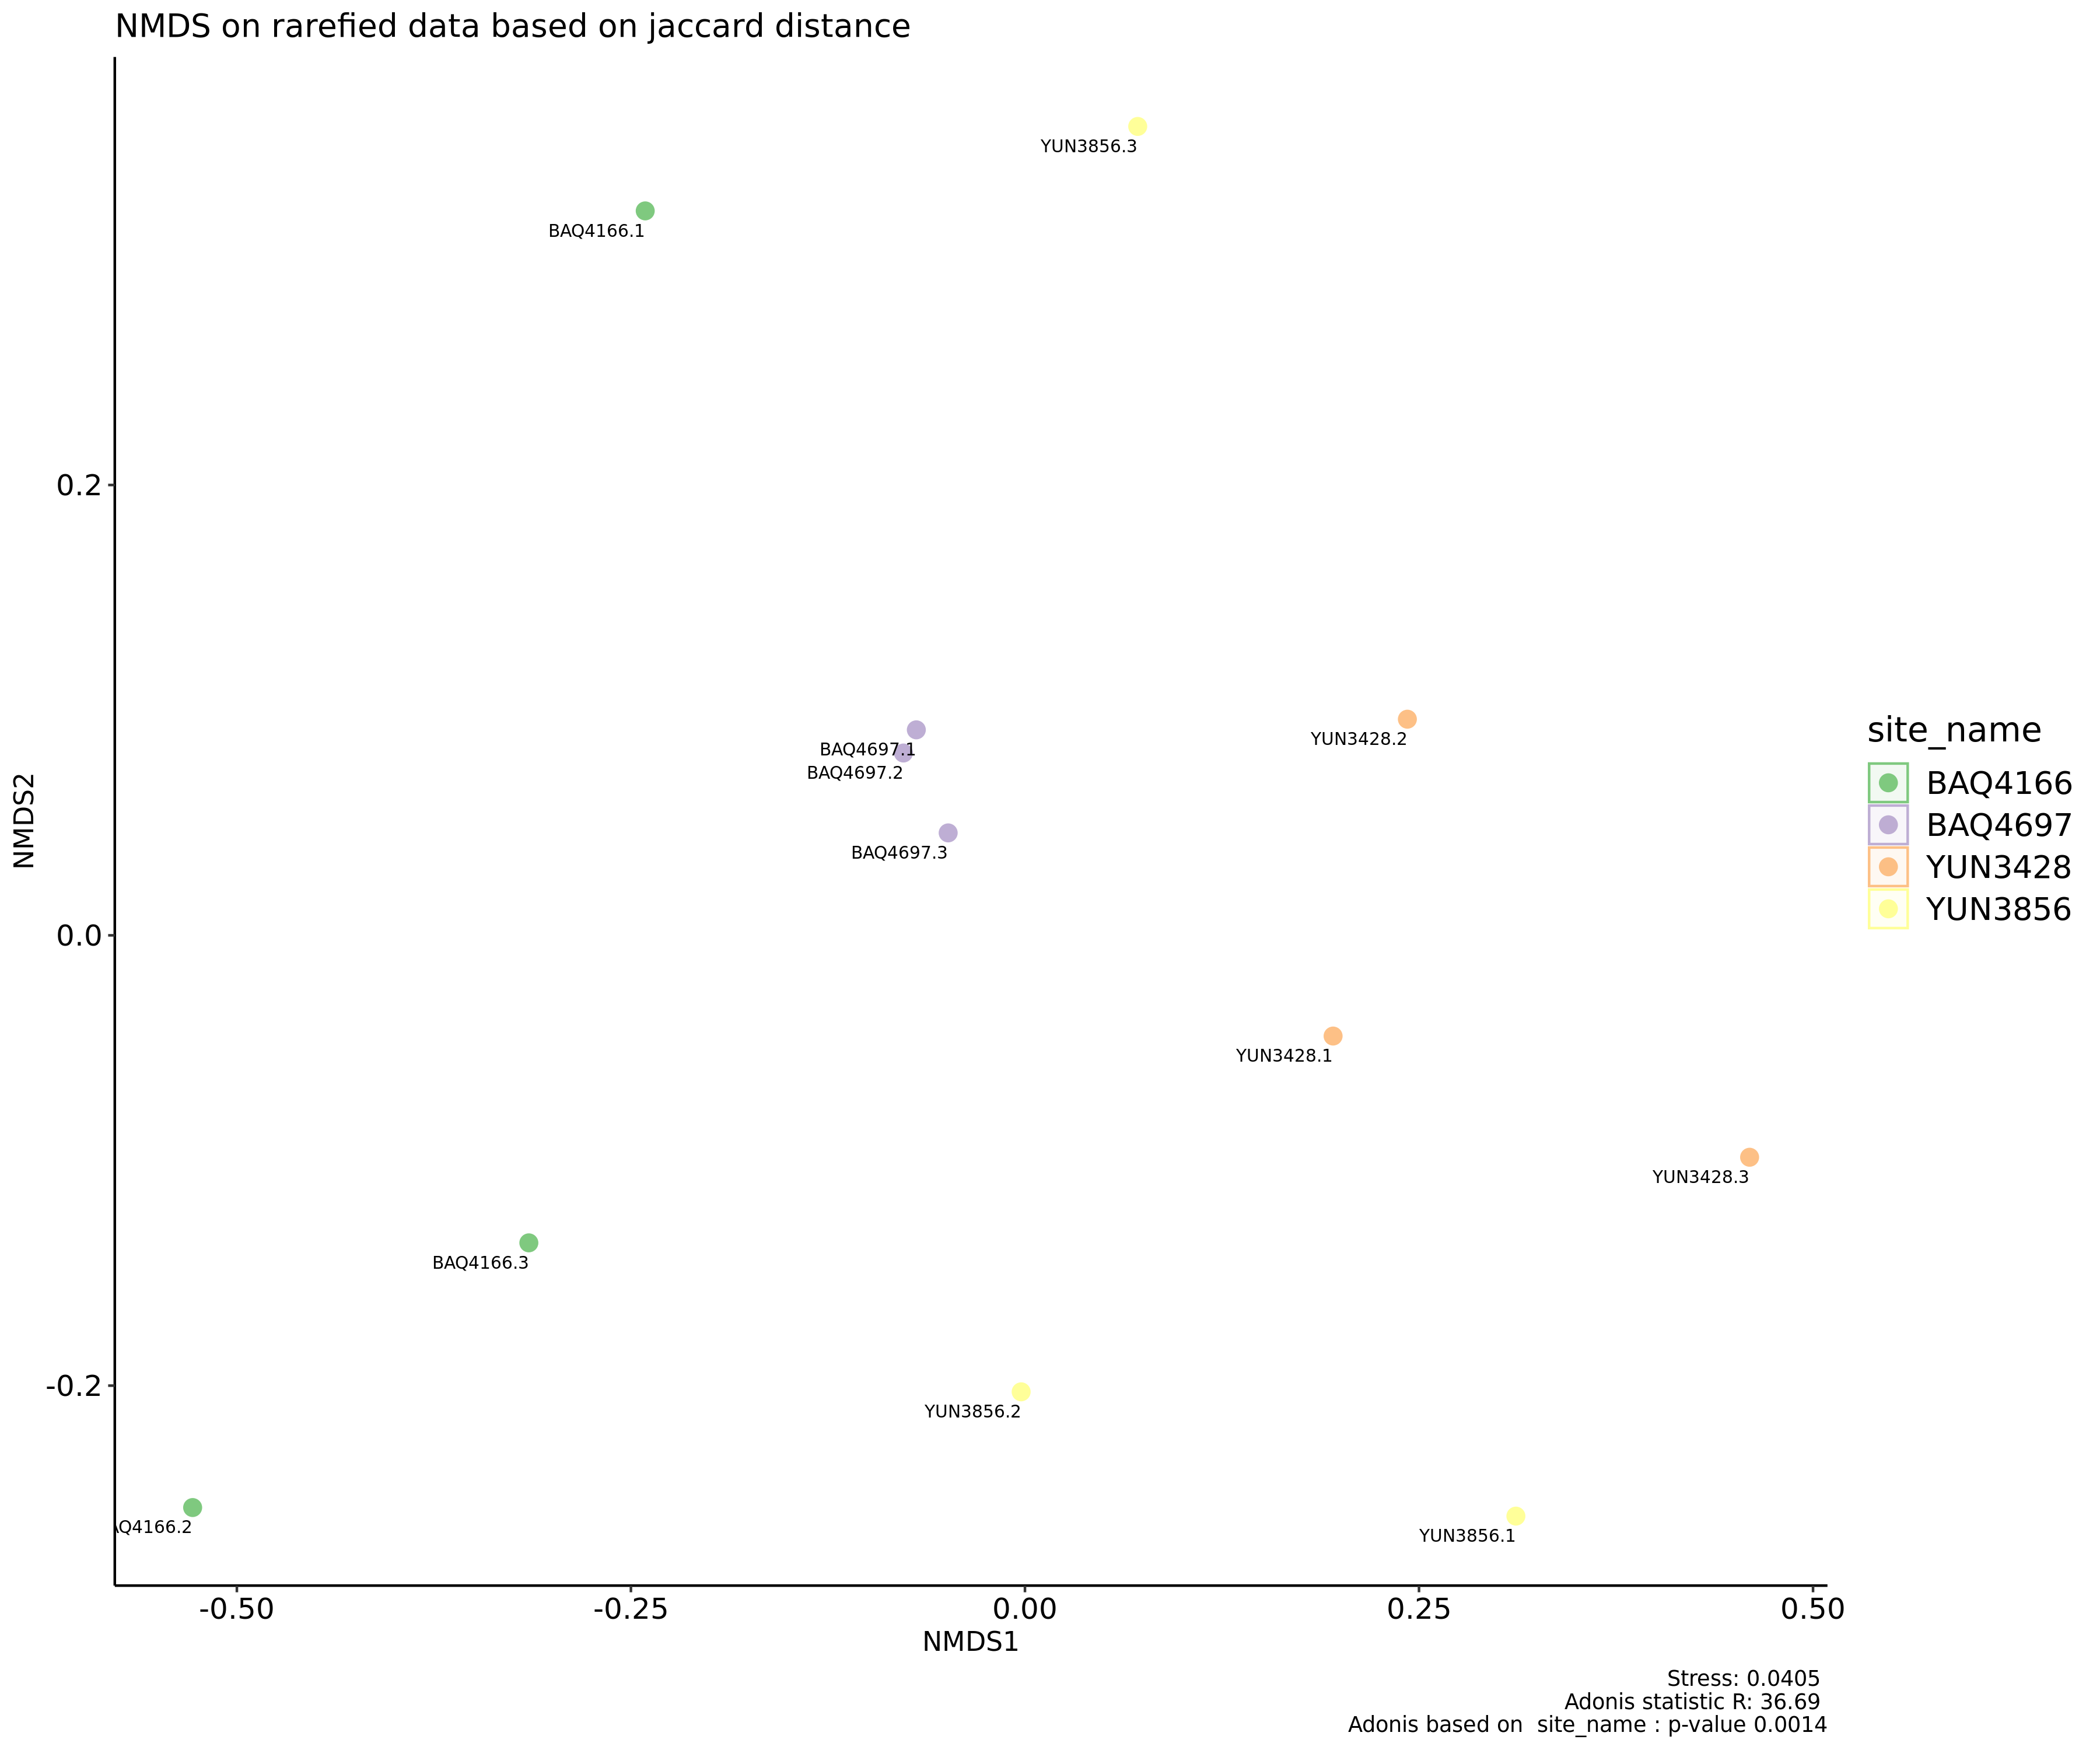 NMDS on rarefied data based on jaccard distance
YUN3856.3
BAQ4166.1
0.2
BAQ4697.1
BAQ4697.2
YUN3428.2
BAQ4697.3
site_name
BAQ4166
BAQ4697
YUN3428
YUN3856
NMDS2
0.0
YUN3428.1
YUN3428.3
BAQ4166.3
-0.2
YUN3856.2
AQ4166.2
YUN3856.1
-0.50
-0.25
0.00
0.25
0.50
NMDS1
Stress: 0.0405
Adonis statistic R: 36.69
Adonis based on  site_name : p-value 0.0014